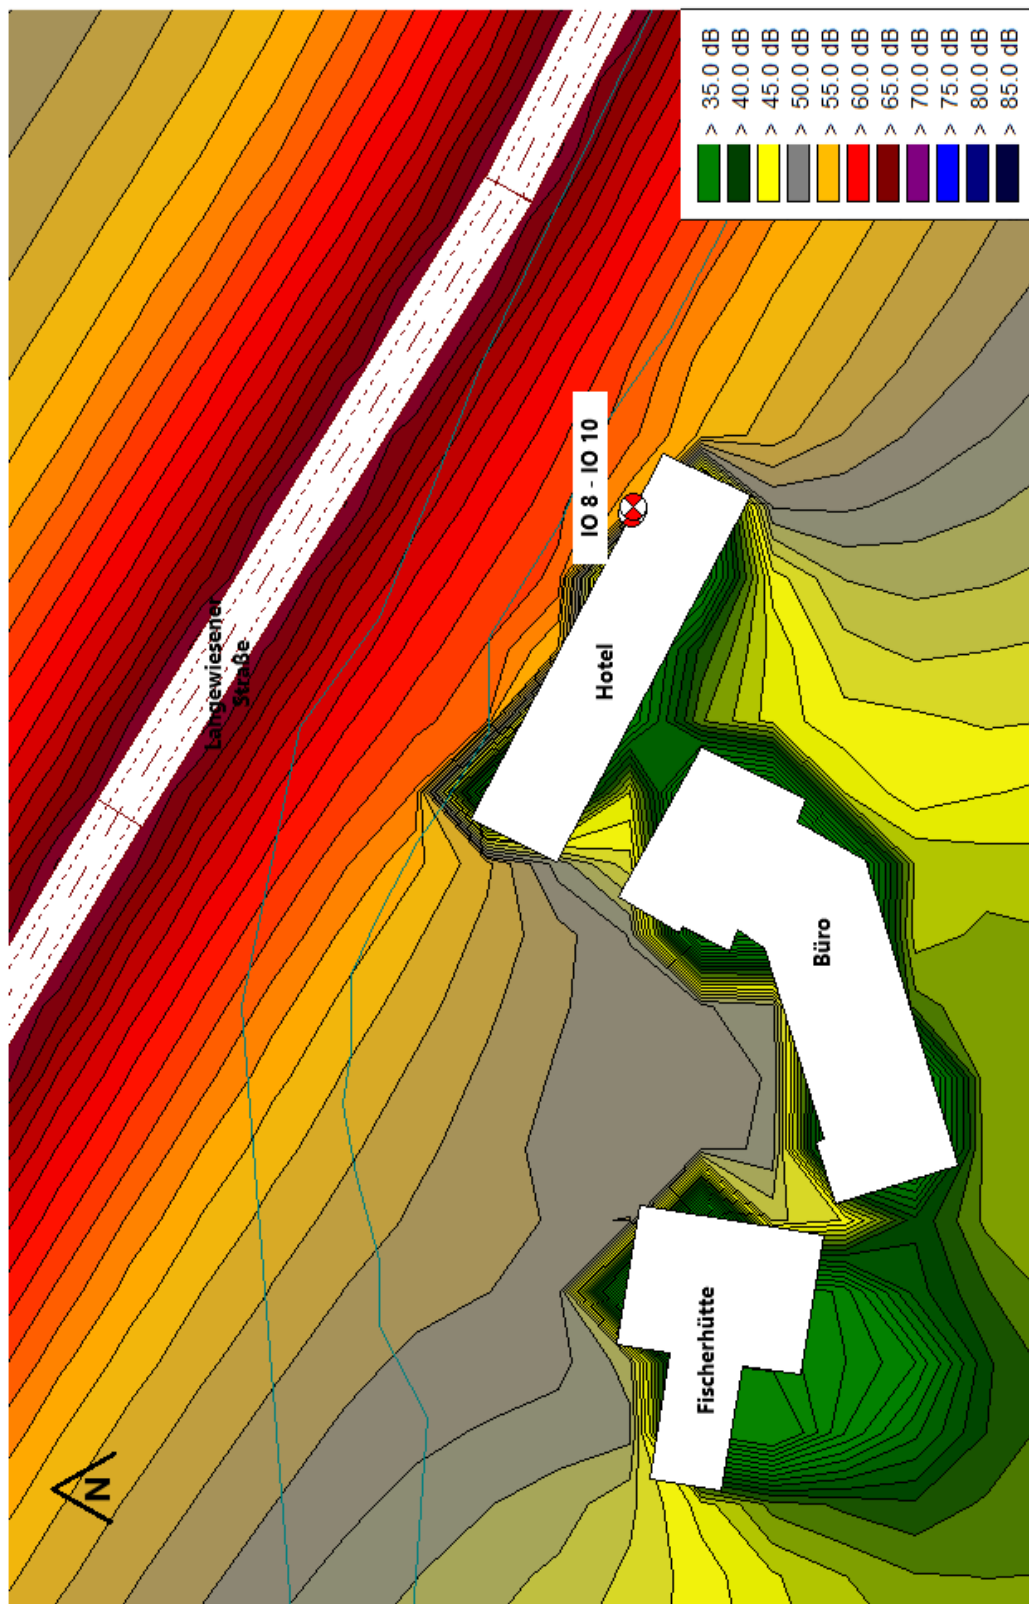 N
Langewiesener
Straße
IO 8 - IO 10
Hotel
Büro
Fischerhütte
> 35.0 dB
> 40.0 dB
> 45.0 dB
> 50.0 dB
> 55.0 dB
> 60.0 dB
> 65.0 dB
> 70.0 dB
> 75.0 dB
> 80.0 dB
> 85.0 dB